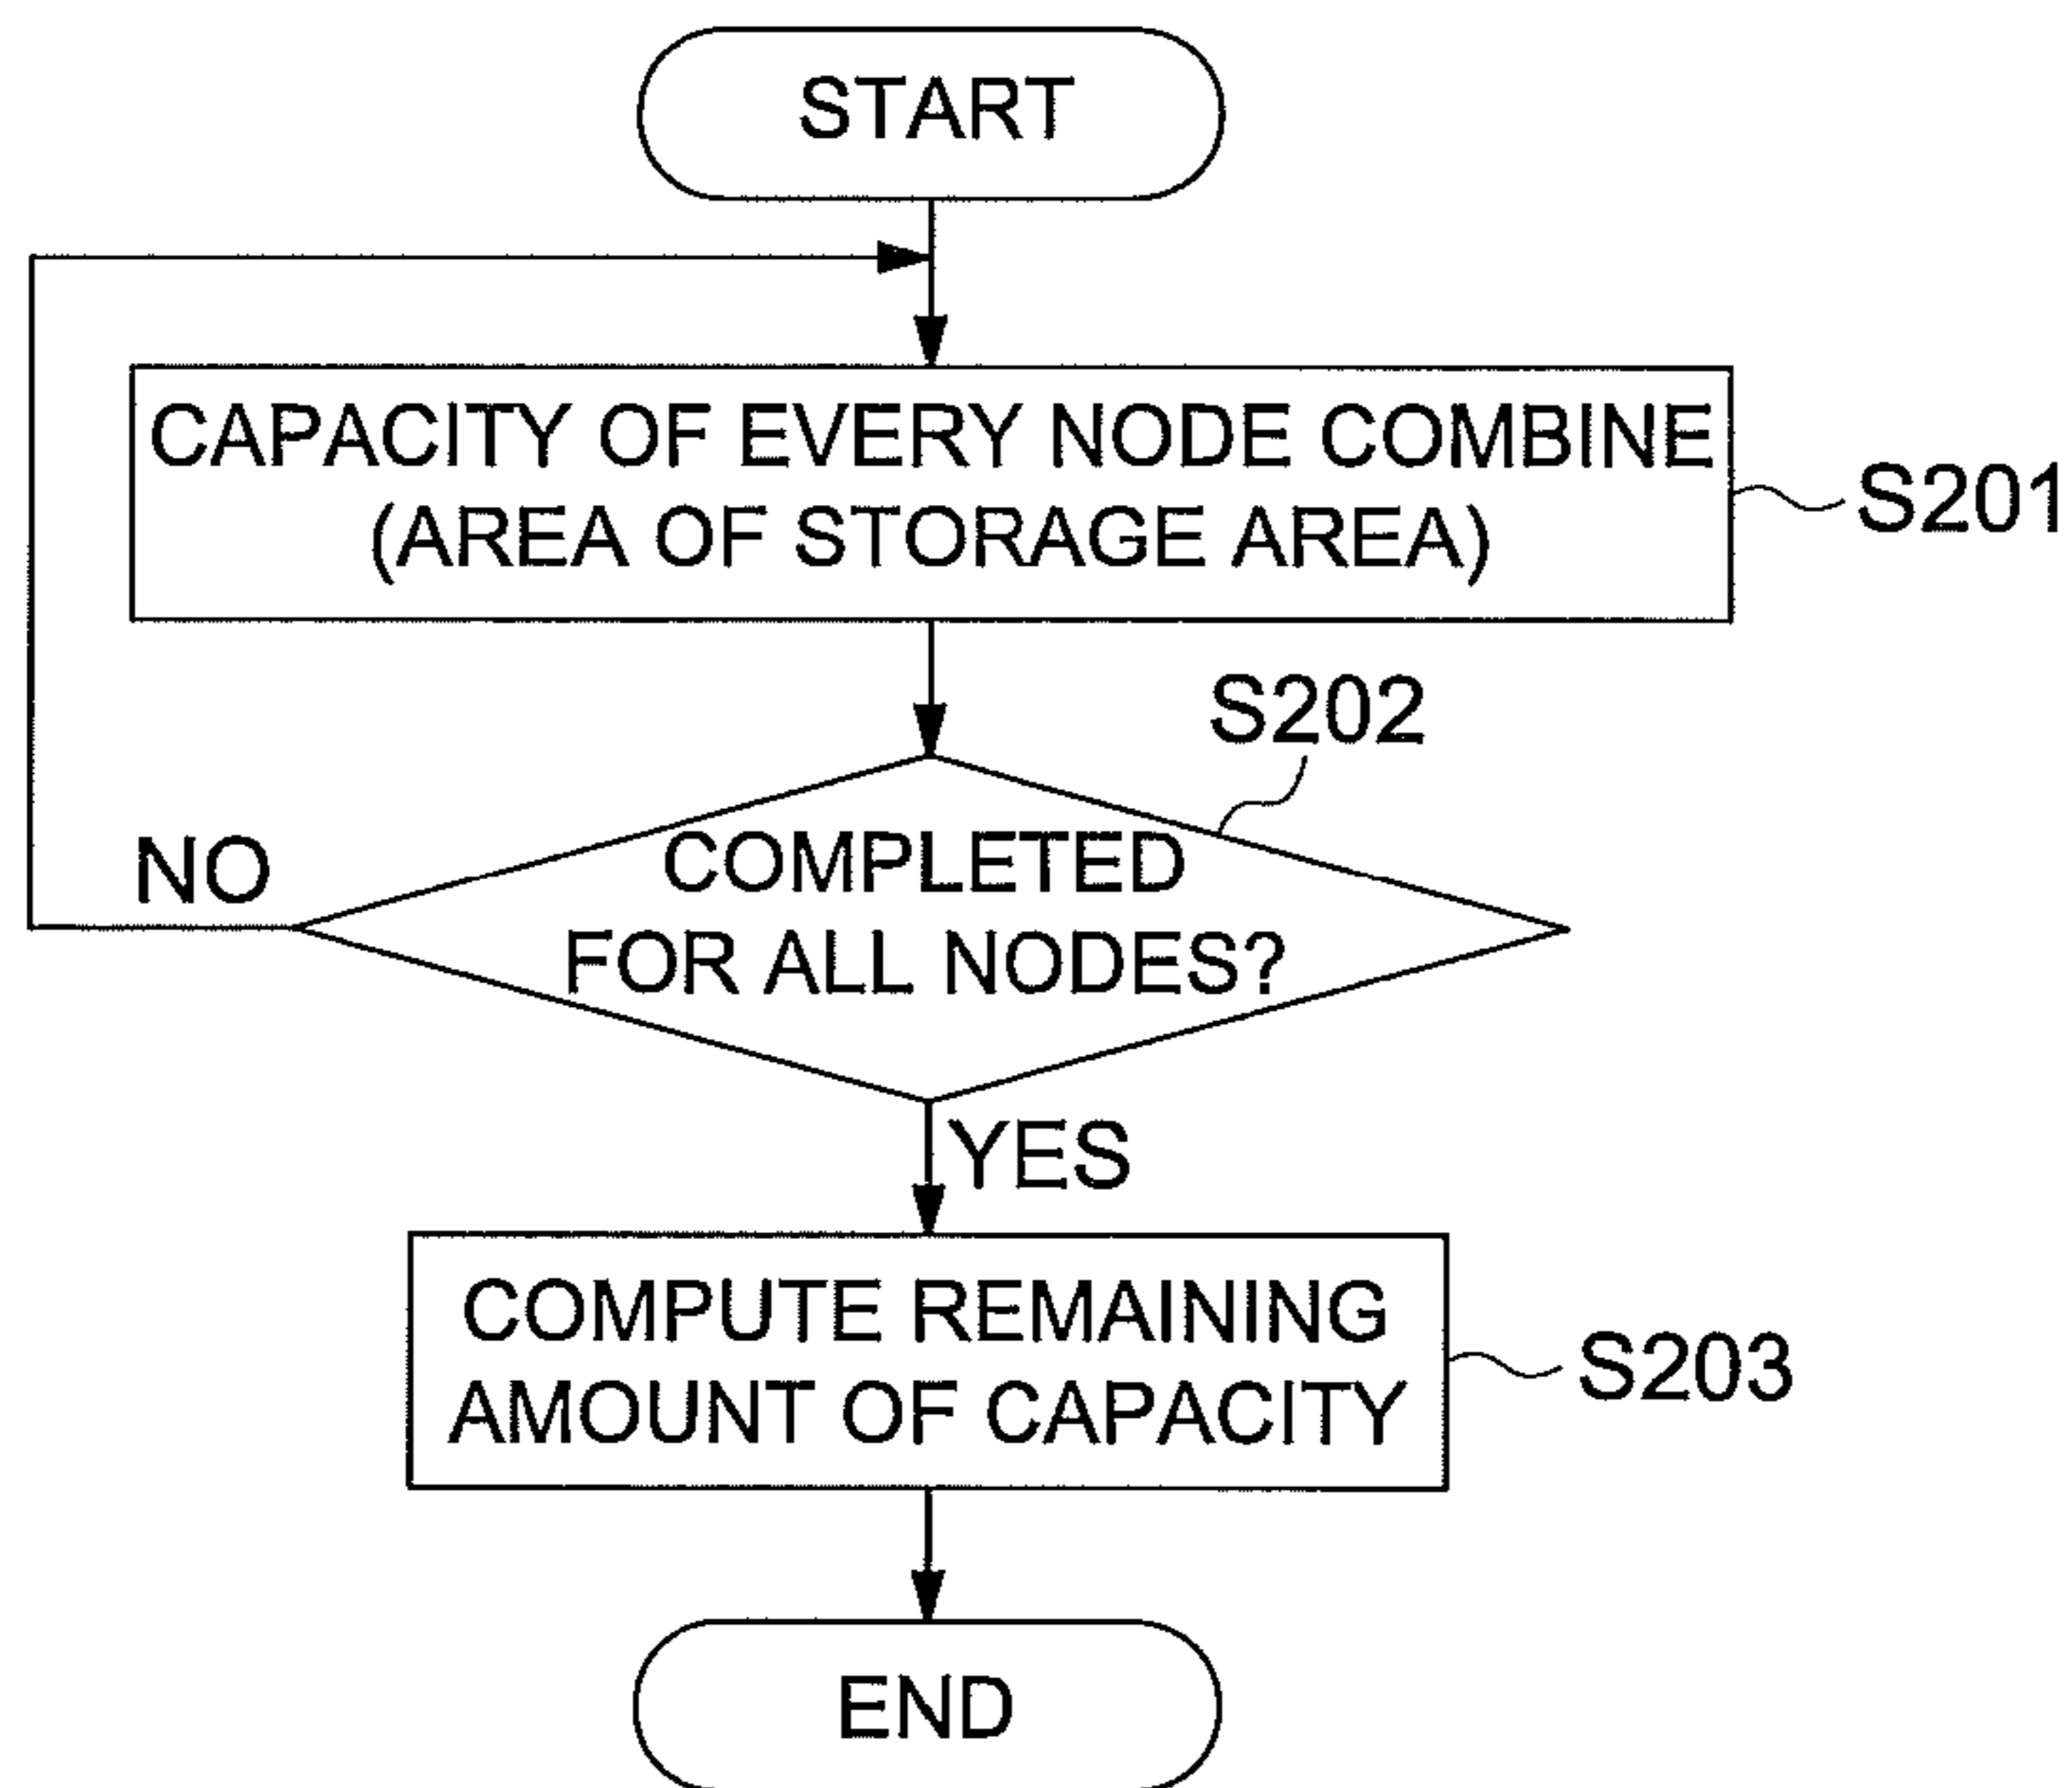 START
CAPACITY OF EVERY NODE COMBINE
(AREA OF STORAGE AREA)
S201
S202
COMPLETED
FOR ALL NODES?
NO
YES
COMPUTE REMAINING
AMOUNT OF CAPACITY
S203
END